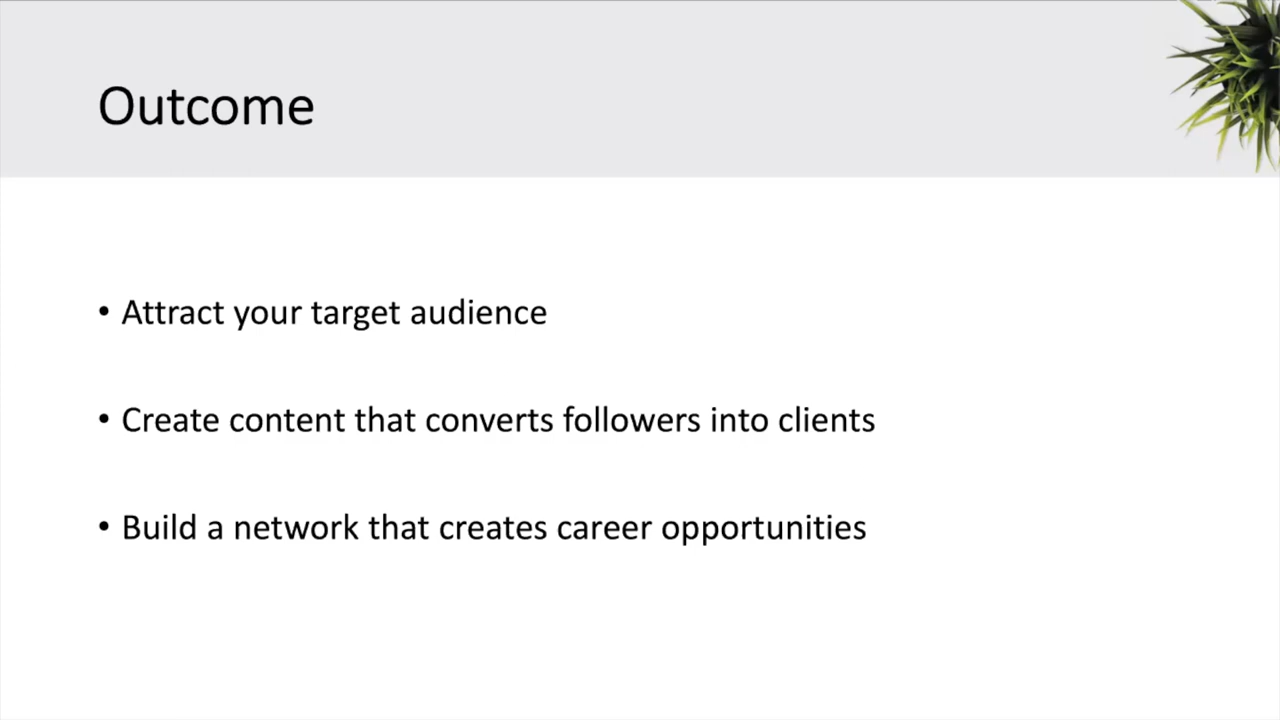 Outcome
• Attract your target audience
• Create content that converts followers into clients
• Build a network that creates career opportunities